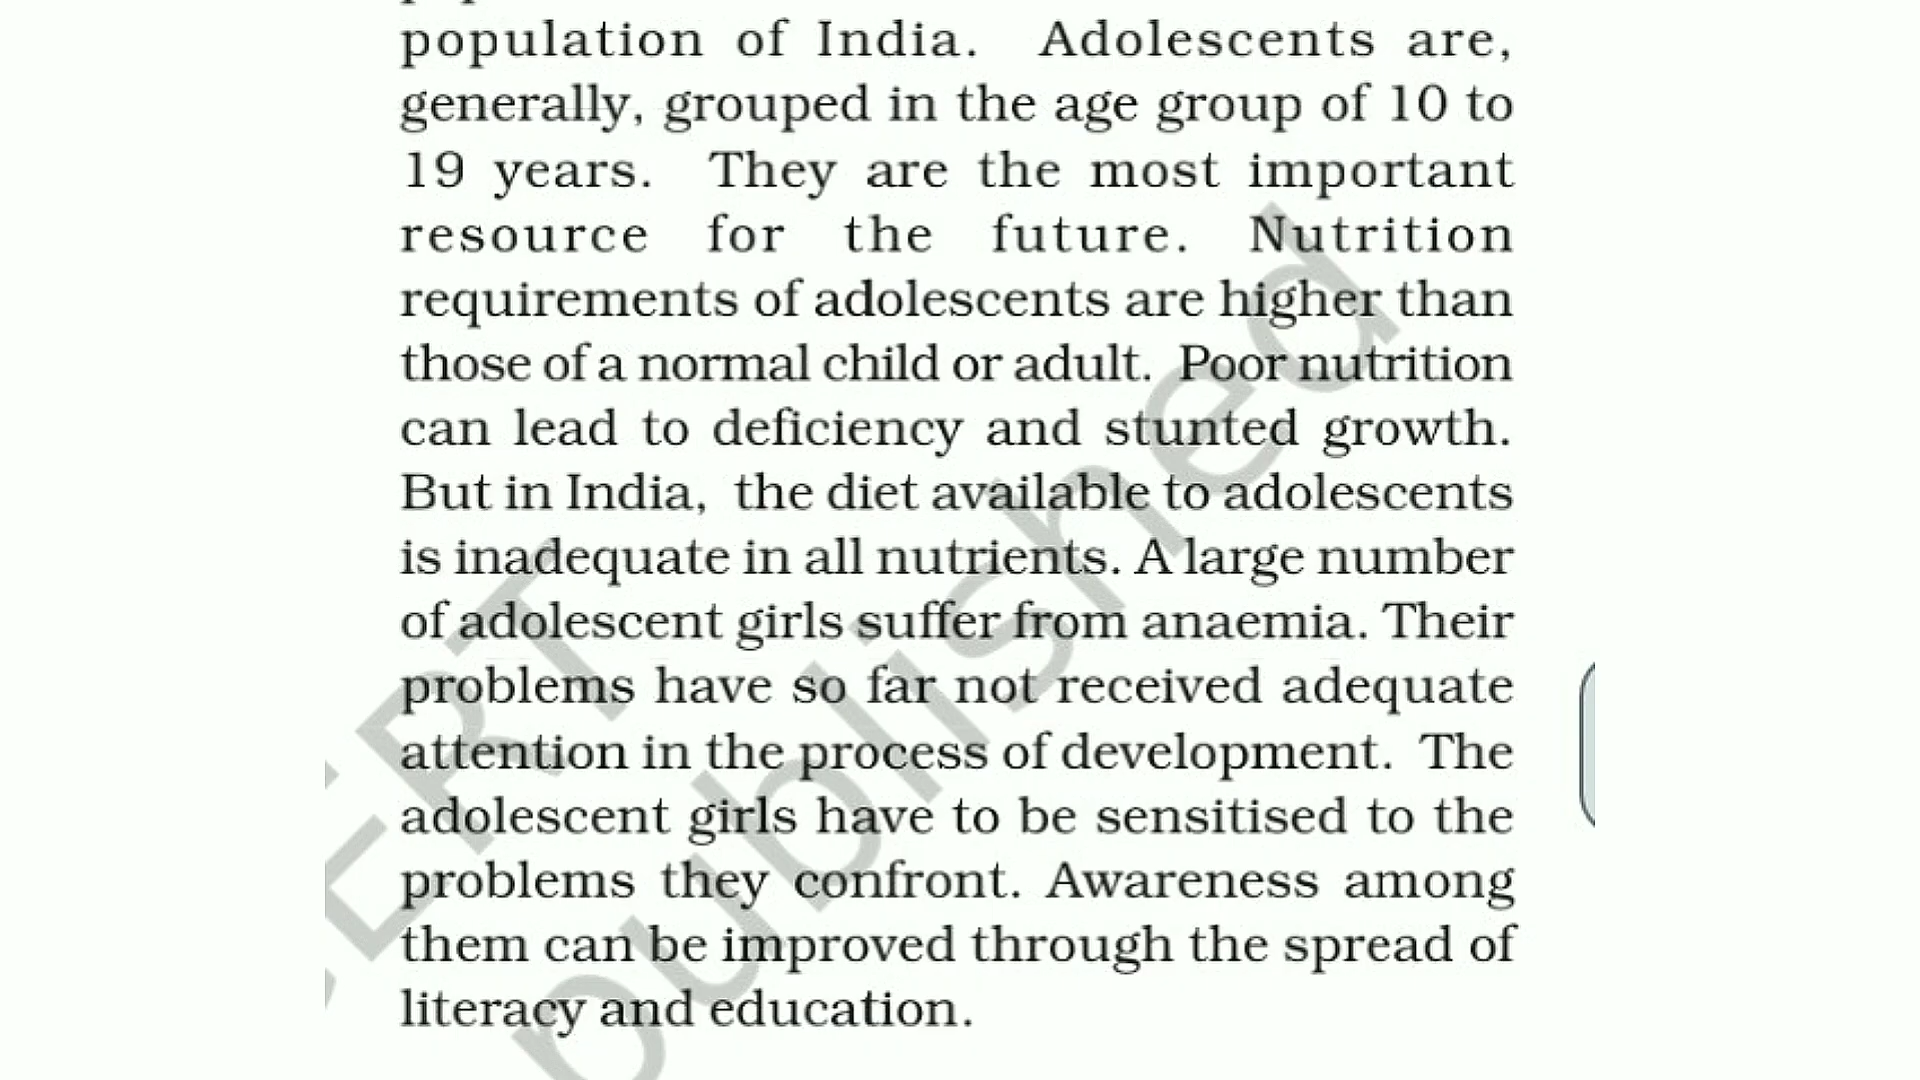 population of India. Adolescents are,
generally, grouped in the age group of 10 to
19 years. They are the most important
resource for the future. Nutrition
requirements of adolescents are higher than
those of a normal child or adult. Poor nutrition
can lead to deficiency and stunted growth.
But in India, the diet available to adolescents
is inadequate in all nutrients. A large number
of adolescent girls suffer from anaemia. Their
problems have so far not received adequate
attention in the process of development. The
adolescent girls have to be sensitised to the
problems they confront. Awareness among
them can be improved through the spread of
literacy and education.
published